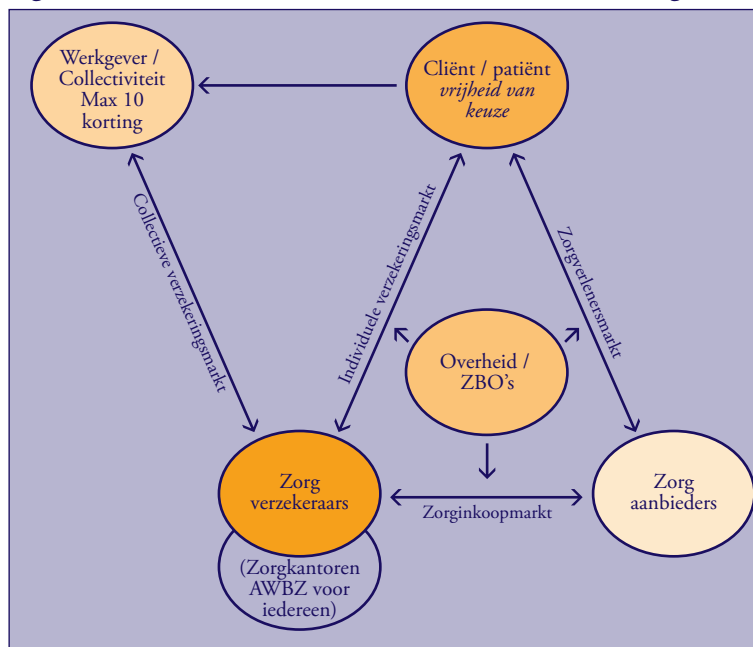 Werkgever /
Collectiviteit
Max 10
korting
Cliënt / patiënt
vrijheid van
keuze
Collectieve verzekeringsmarkt
Individuele verzekeringsmarkt
Zorgverlenersmarkt
Overheid /
ZBO’s
Zorg
verzekeraars
Zorginkoopmarkt
Zorg
aanbieders
(Zorgkantoren
AWBZ voor
iedereen)